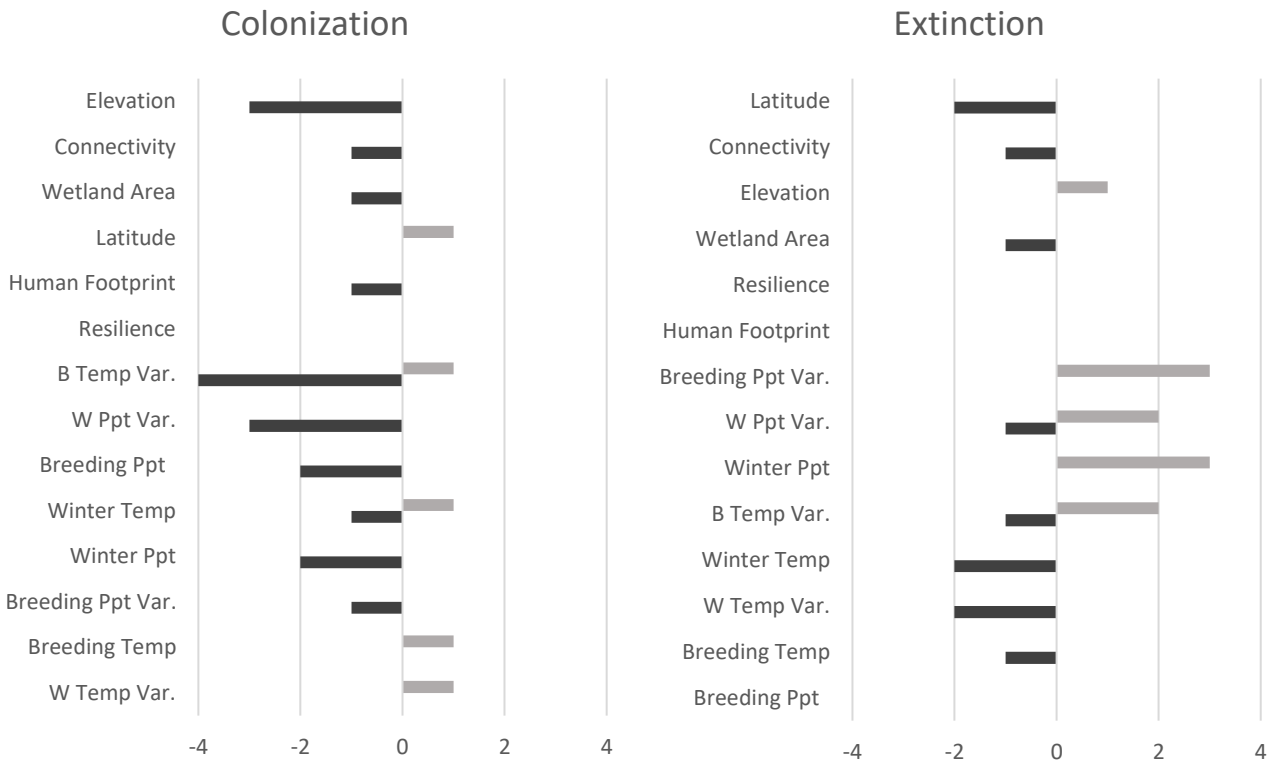 Colonization
Elevation
Connectivity
Wetland Area
Latitude
Human Footprint
Resilience
B Temp Var.
W Ppt Var.
Breeding Ppt
Winter Temp
Winter Ppt
Breeding Ppt Var.
Breeding Temp
W Temp Var.
-4 -2 0 2 4
Extinction
Latitude
Connectivity
Elevation
Wetland Area
Resilience
Human Footprint
Breeding Ppt Var.
W Ppt Var.
Winter Ppt
B Temp Var.
Winter Temp
W Temp Var.
Breeding Temp
Breeding Ppt
-4 -2 0 2 4